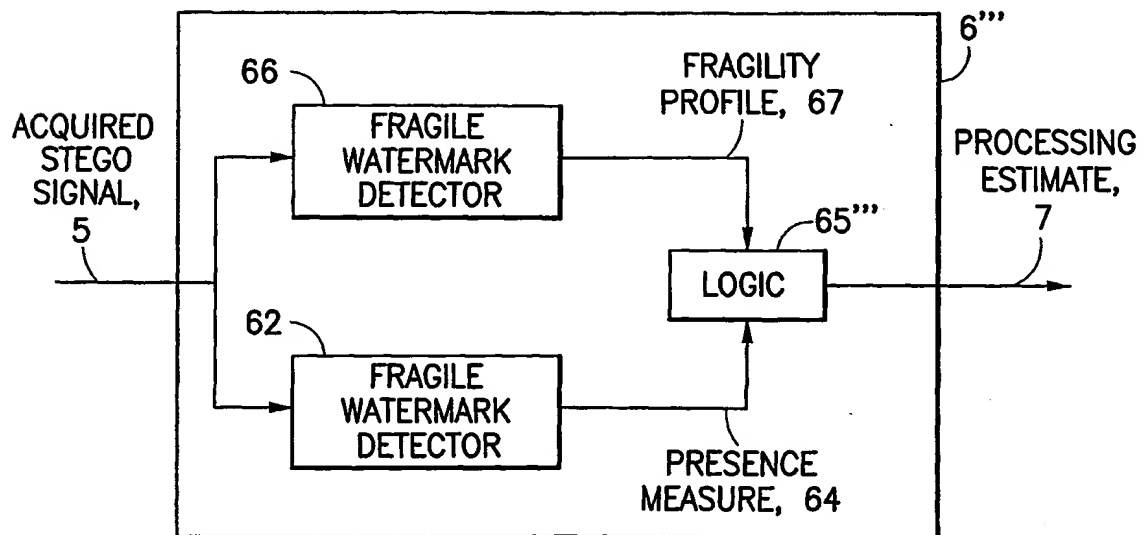 6'''
66
FRAGILITY
PROFILE, 67
ACQUIRED
STEGO
SIGNAL,
5
FRAGILE
WATERMARK
DETECTOR
PROCESSING
ESTIMATE,
7
65'''
LOGIC
62
FRAGILE
WATERMARK
DETECTOR
PRESENCE
MEASURE, 64